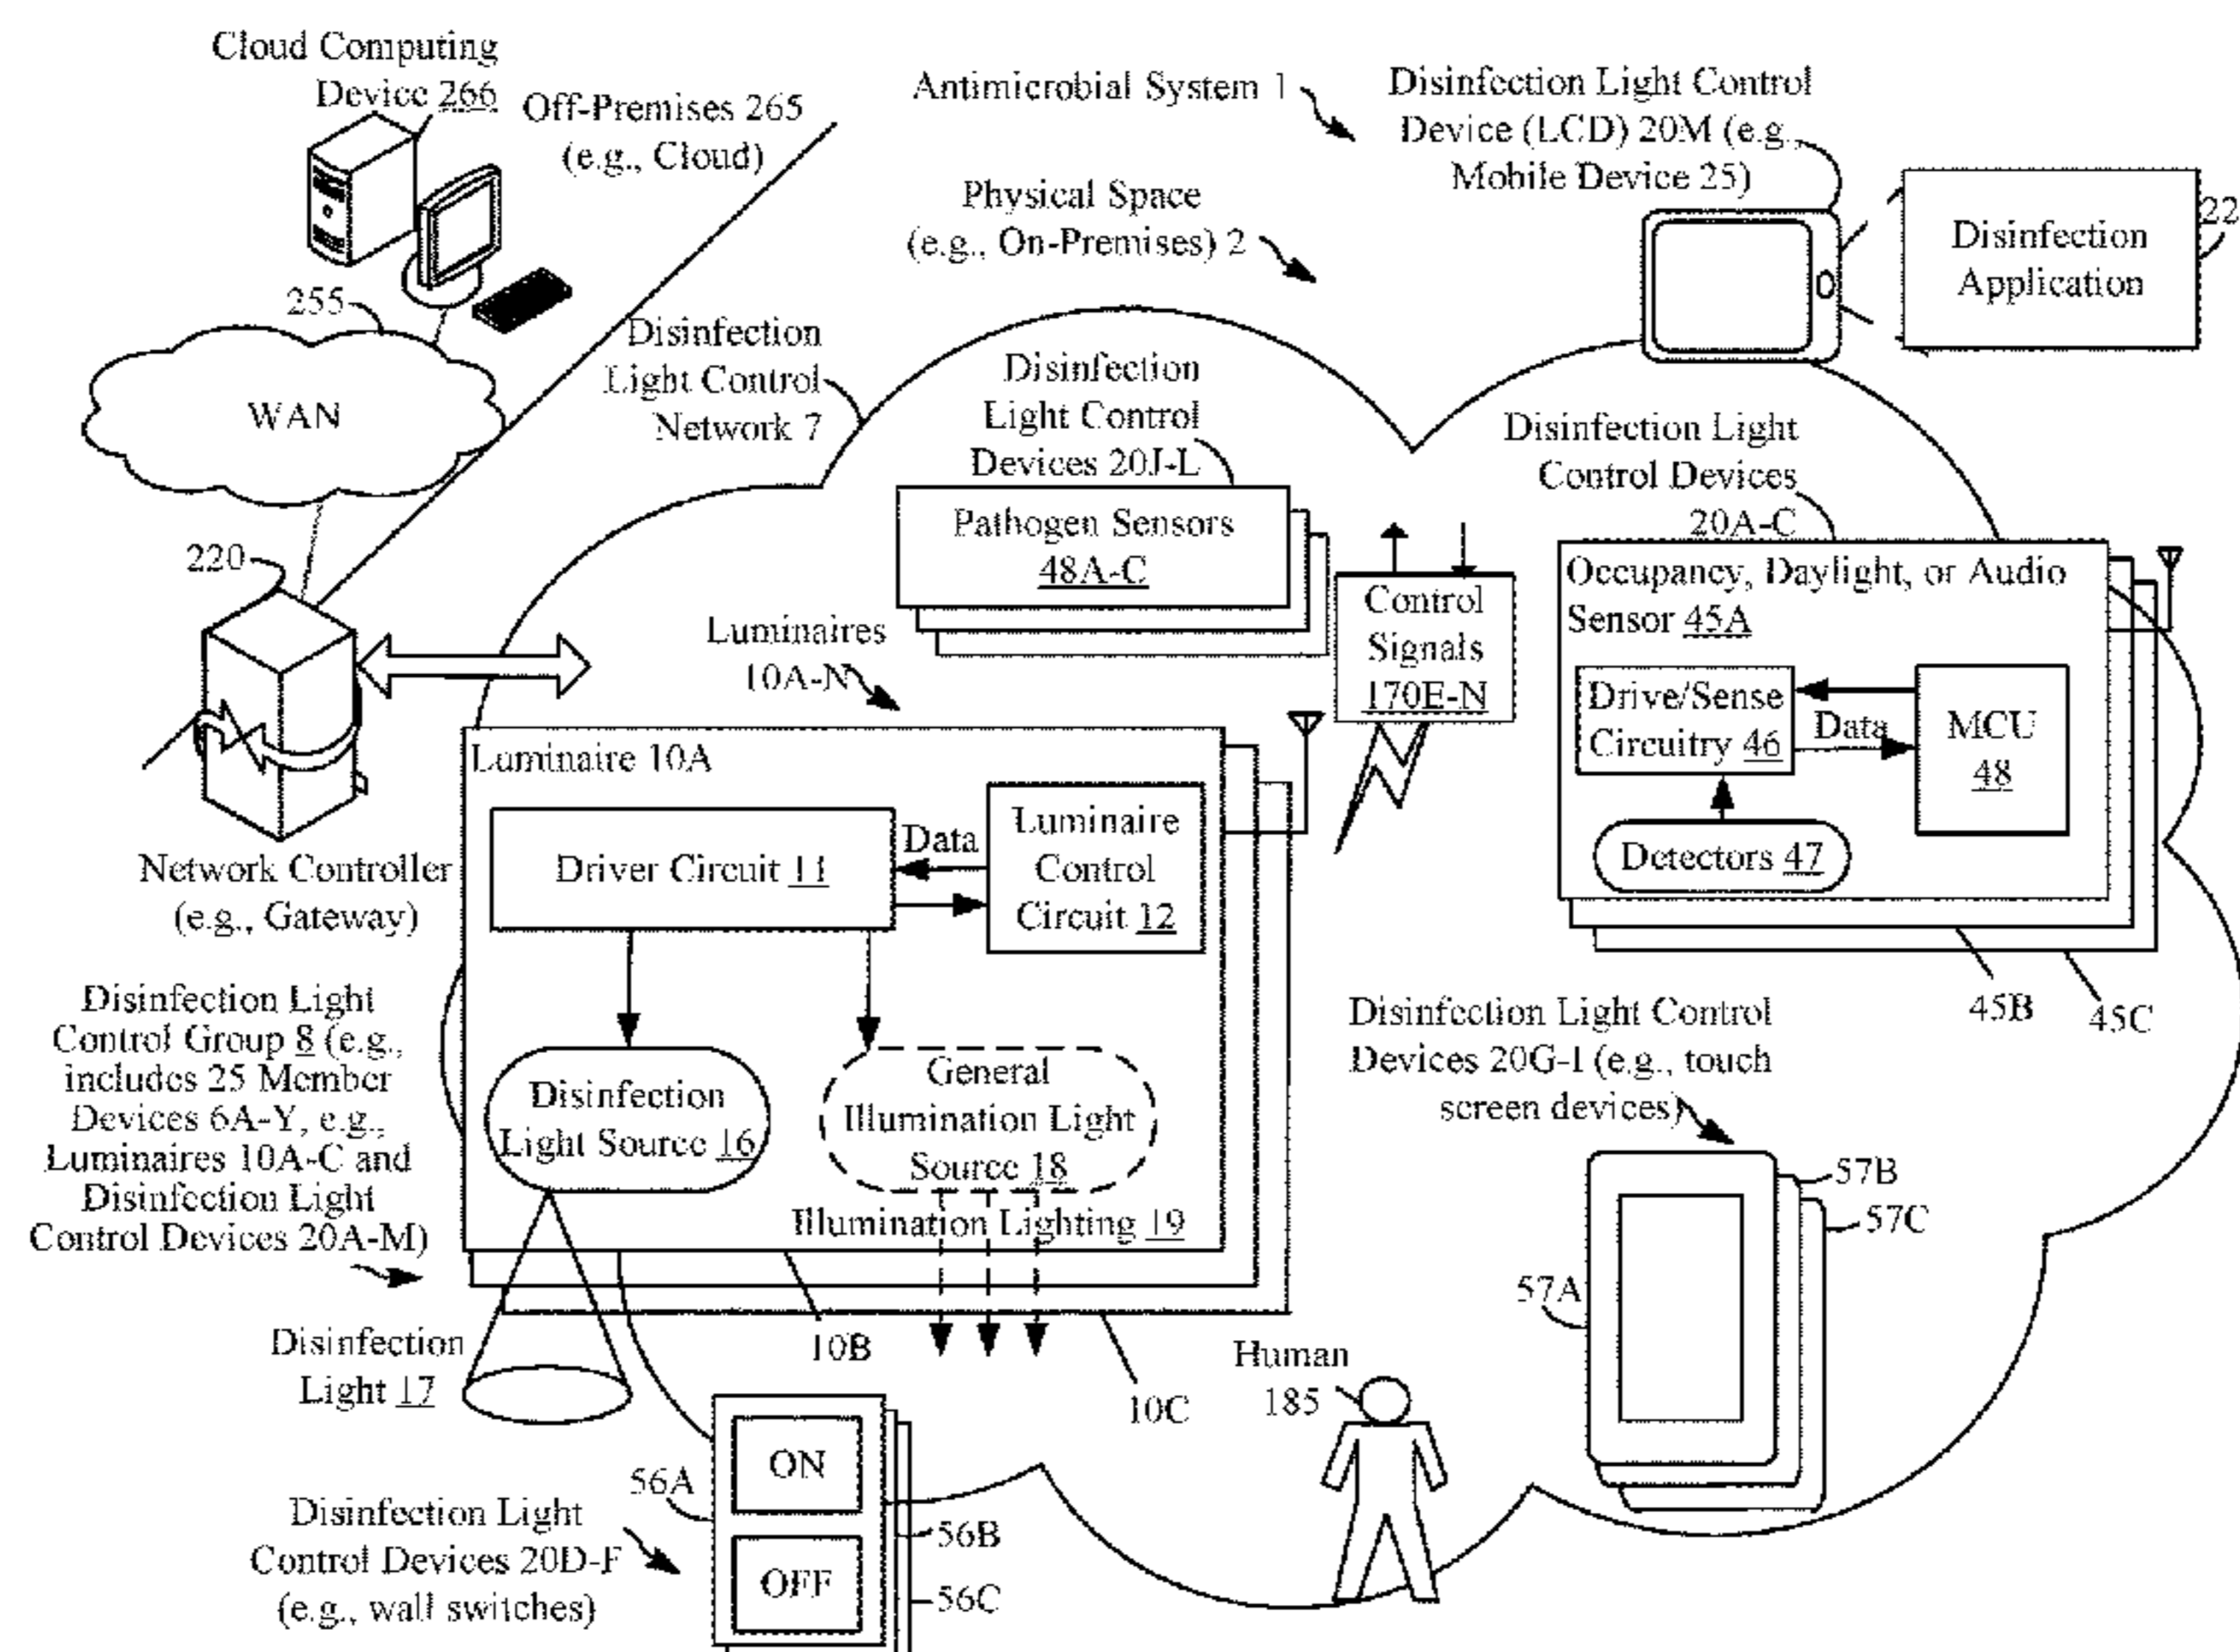 Cloud Computing
Device 266
Off-Premises 265
(e.g., Cloud)
Antimicrobial System 1
Disinfection Light Control
Device (LCD) 20M (e.g.,
Mobile Device 25)
Physical Space
(e.g., On-Premises) 2
Disinfection
Application
22
255
WAN
Disinfection
Light Control
Network 7
Disinfection
Light Control
Devices 20J-L
Pathogen Sensors
48A-C
Disinfection Light
Control Devices
20A-C
Occupancy, Daylight, or Audio
Sensor 45A
Drive/Sense
Circuitry 46
Data
MCU
48
Detectors 47
45B
45C
Control
Signals
170E-N
220
Network Controller
(e.g., Gateway)
Luminaires
10A-N
Luminaire 10A
Driver Circuit 11
Data
Luminaire
Control
Circuit 12
Disinfection
Light Source 16
General
Illumination Light
Source 18
Illumination Lighting 19
10B
10C
Disinfection Light
Control Group 8 (e.g.,
includes 25 Member
Devices 6A-Y, e.g.,
Luminaires 10A-C and
Disinfection Light
Control Devices 20A-M)
Disinfection
Light 17
Disinfection Light Control
Devices 20G-I (e.g., touch
screen devices)
57A
57B
57C
Human
185
56A
ON
OFF
56B
56C
Disinfection Light
Control Devices 20D-F
(e.g., wall switches)